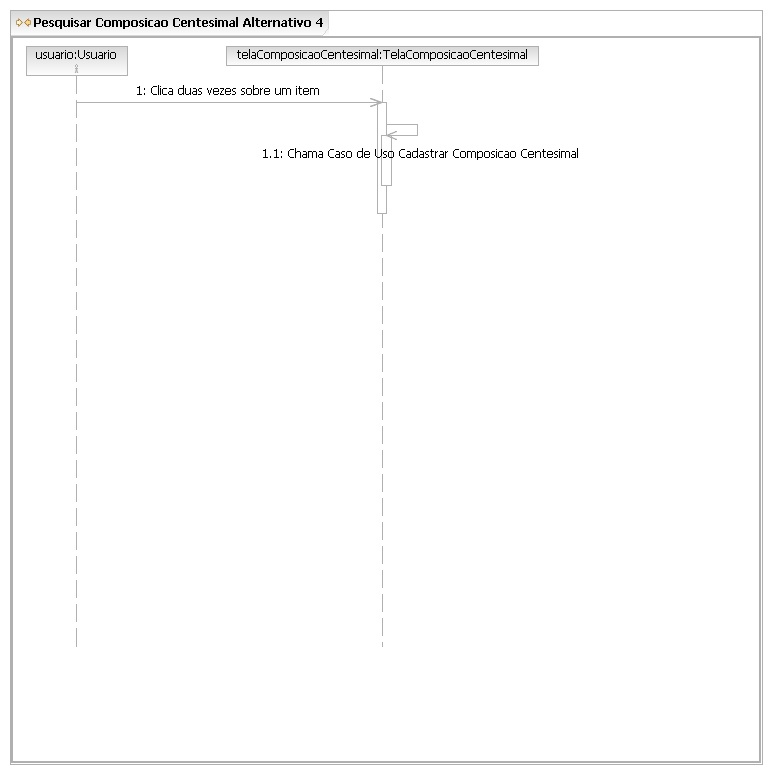 Pesquisar Composicao Centesimal Alternativo 4
usuario:Usuario
telaComposicaoCentesimal:TelaComposicaoCentesimal
1: Clica duas vezes sobre um item
1.1: Chama Caso de Uso Cadastrar Composicao Centesimal